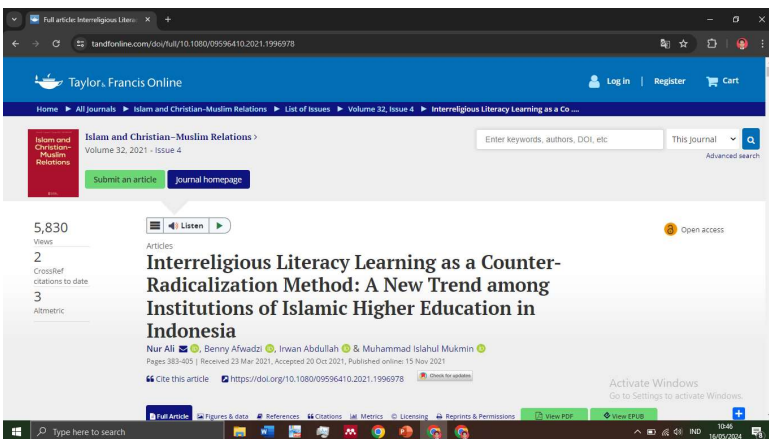 Full article: Interreligious Litera
tandfonline.com/doi/full/10.1080/09596410.2021.1996978
Taylor & Francis Online
Log in | Register Cart
Home ▶ All Journals ▶ Islam and Christian–Muslim Relations ▶ List of Issues ▶ Volume 32, Issue 4 ▶ Interreligious Literacy Learning as a Co ....
Islam and Christian–Muslim Relations
Islam and Christian–Muslim Relations >
Volume 32, 2021 - Issue 4
Submit an article
Journal homepage
Enter keywords, authors, DOI, etc
This journal
Advanced search
5,830
Views
2
CrossRef
citations to date
3
Altmetric
Listen
Open access
Articles
Interreligious Literacy Learning as a Counter-
Radicalization Method: A New Trend among
Institutions of Islamic Higher Education in
Indonesia
Nur Ali, Benny Afwadzi, Irwan Abdullah & Muhammad Islahul Mukmin
Pages 383-405 | Received 23 Mar 2021, Accepted 20 Oct 2021, Published online: 15 Nov 2021
Cite this article https://doi.org/10.1080/09596410.2021.1996978 Check for updates
Full Article Figures & data References Citations Metrics Licensing Reprints & Permissions View PDF View EPUB
Activate Windows
Go to Settings to activate Windows.
Type here to search
IND
10:46
16/05/2024